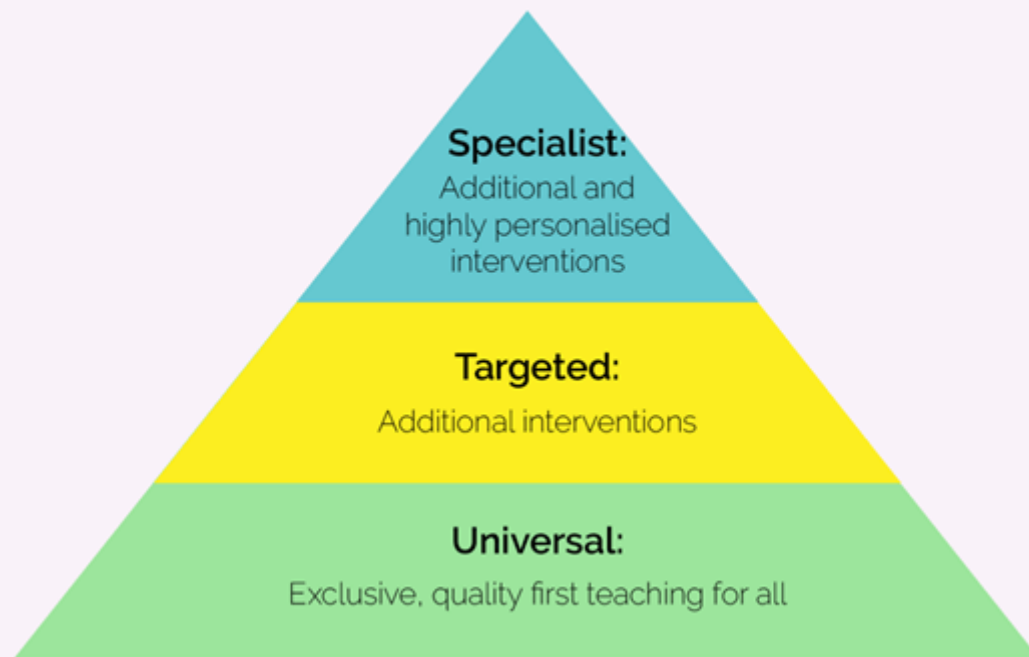 Specialist:
Additional and
highly personalised
interventions
Targeted:
Additional interventions
Universal:
Exclusive, quality first teaching for all